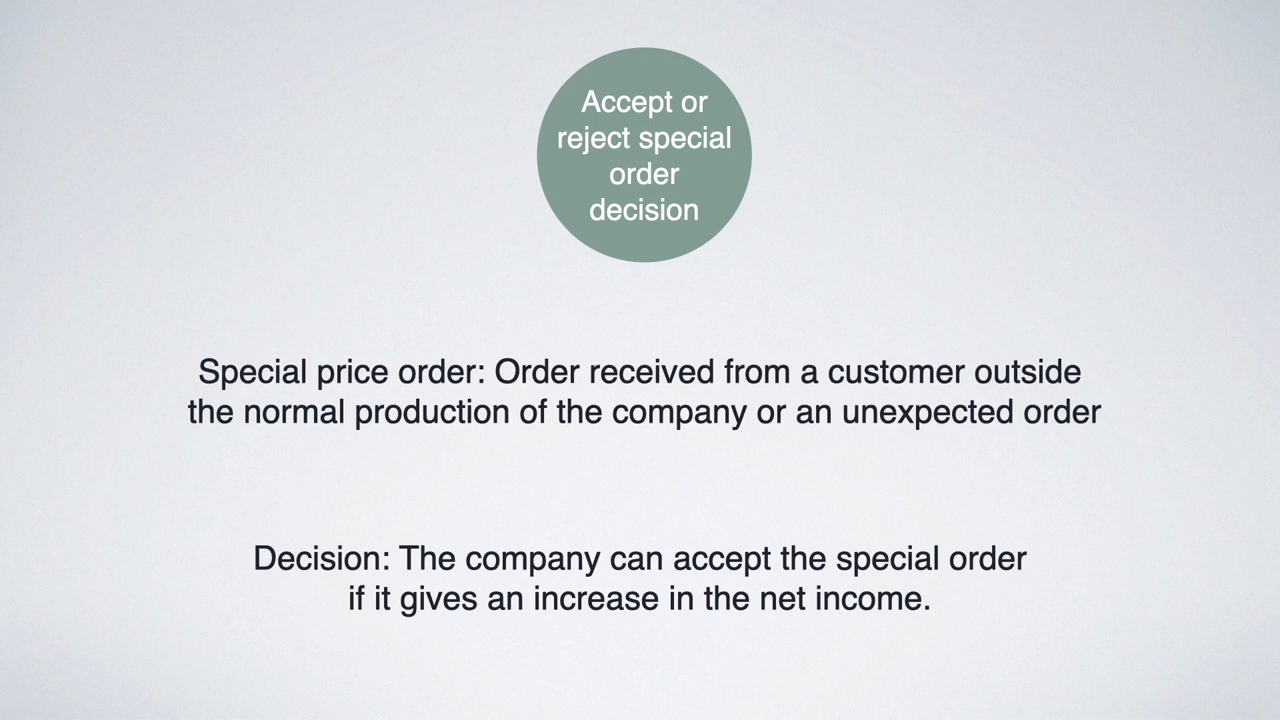 Accept or
reject special
order
decision
Special price order: Order received from a customer outside
the normal production of the company or an unexpected order
Decision: The company can accept the special order
if it gives an increase in the net income.